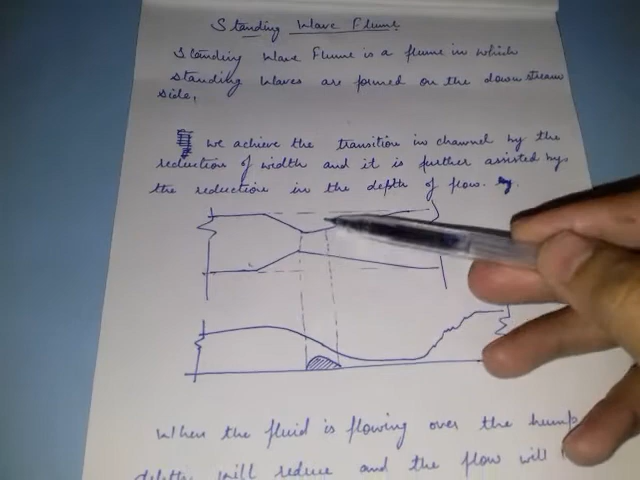 Standing Wave Flume
Standing Wave Flume is a flume in which
standing waves are formed on the down stream
side,
we achieve the transition in channel by the
reduction of width and it is further assisted by
the reduction in the depth of flow.
When the fluid is flowing over the hump
depth will reduce and the flow will